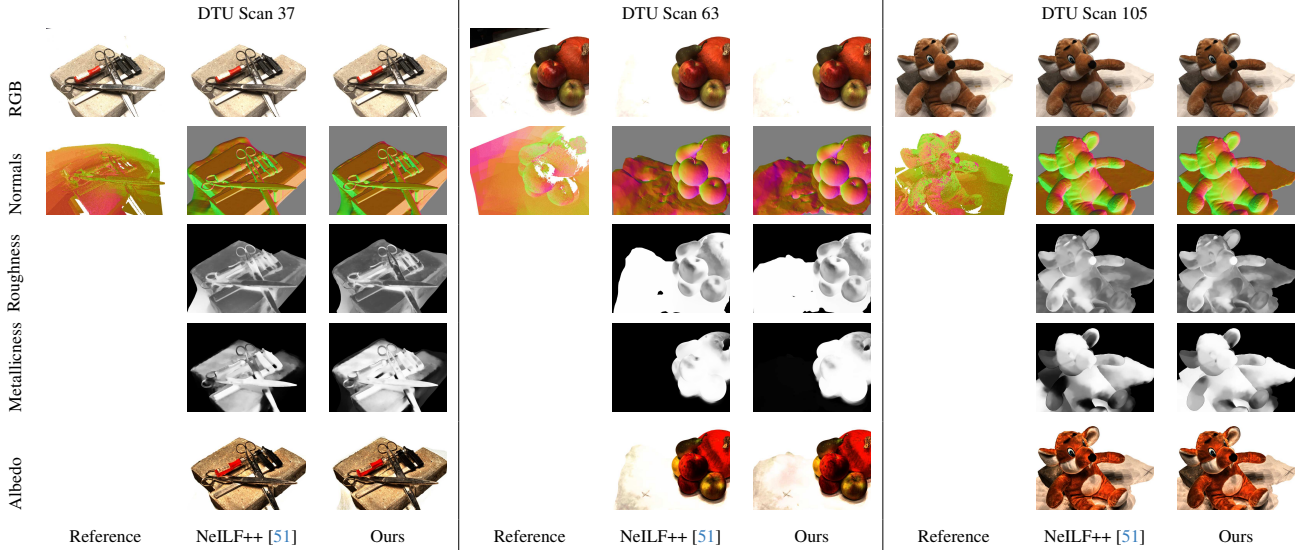 DTU Scan 37 DTU Scan 63 DTU Scan 105
RGB
Normals
Roughness
Metallicness
Albedo
Reference NeILF++ [51] Ours Reference NeILF++ [51] Ours Reference NeILF++ [51] Ours